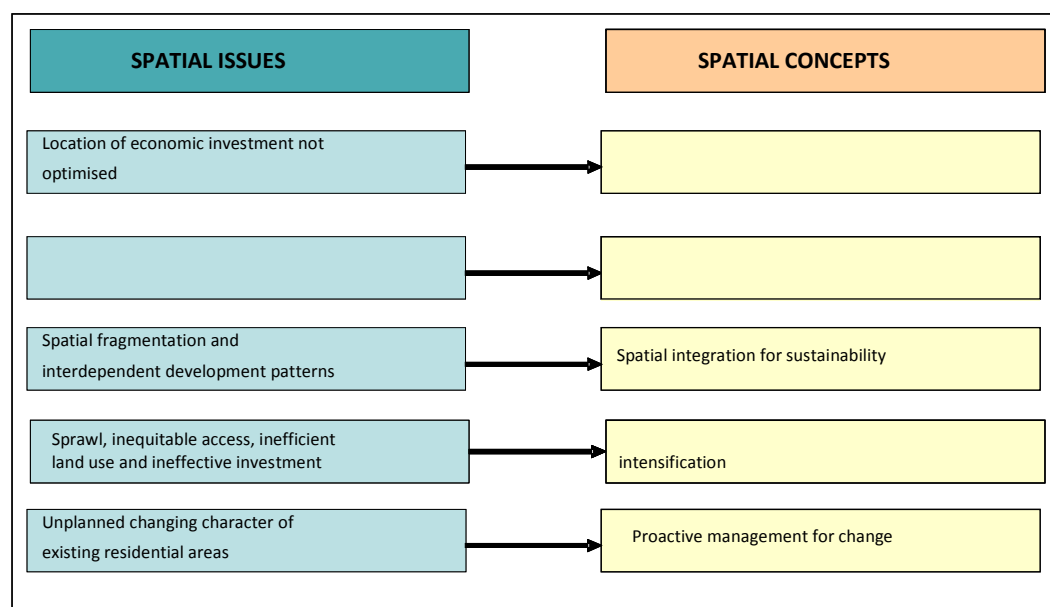 SPATIAL ISSUES
SPATIAL CONCEPTS
Location of economic investment not
optimised
Spatial fragmentation and
interdependent development patterns
Spatial integration for sustainability
Sprawl, inequitable access, inefficient
land use and ineffective investment
intensification
Unplanned changing character of
existing residential areas
Proactive management for change